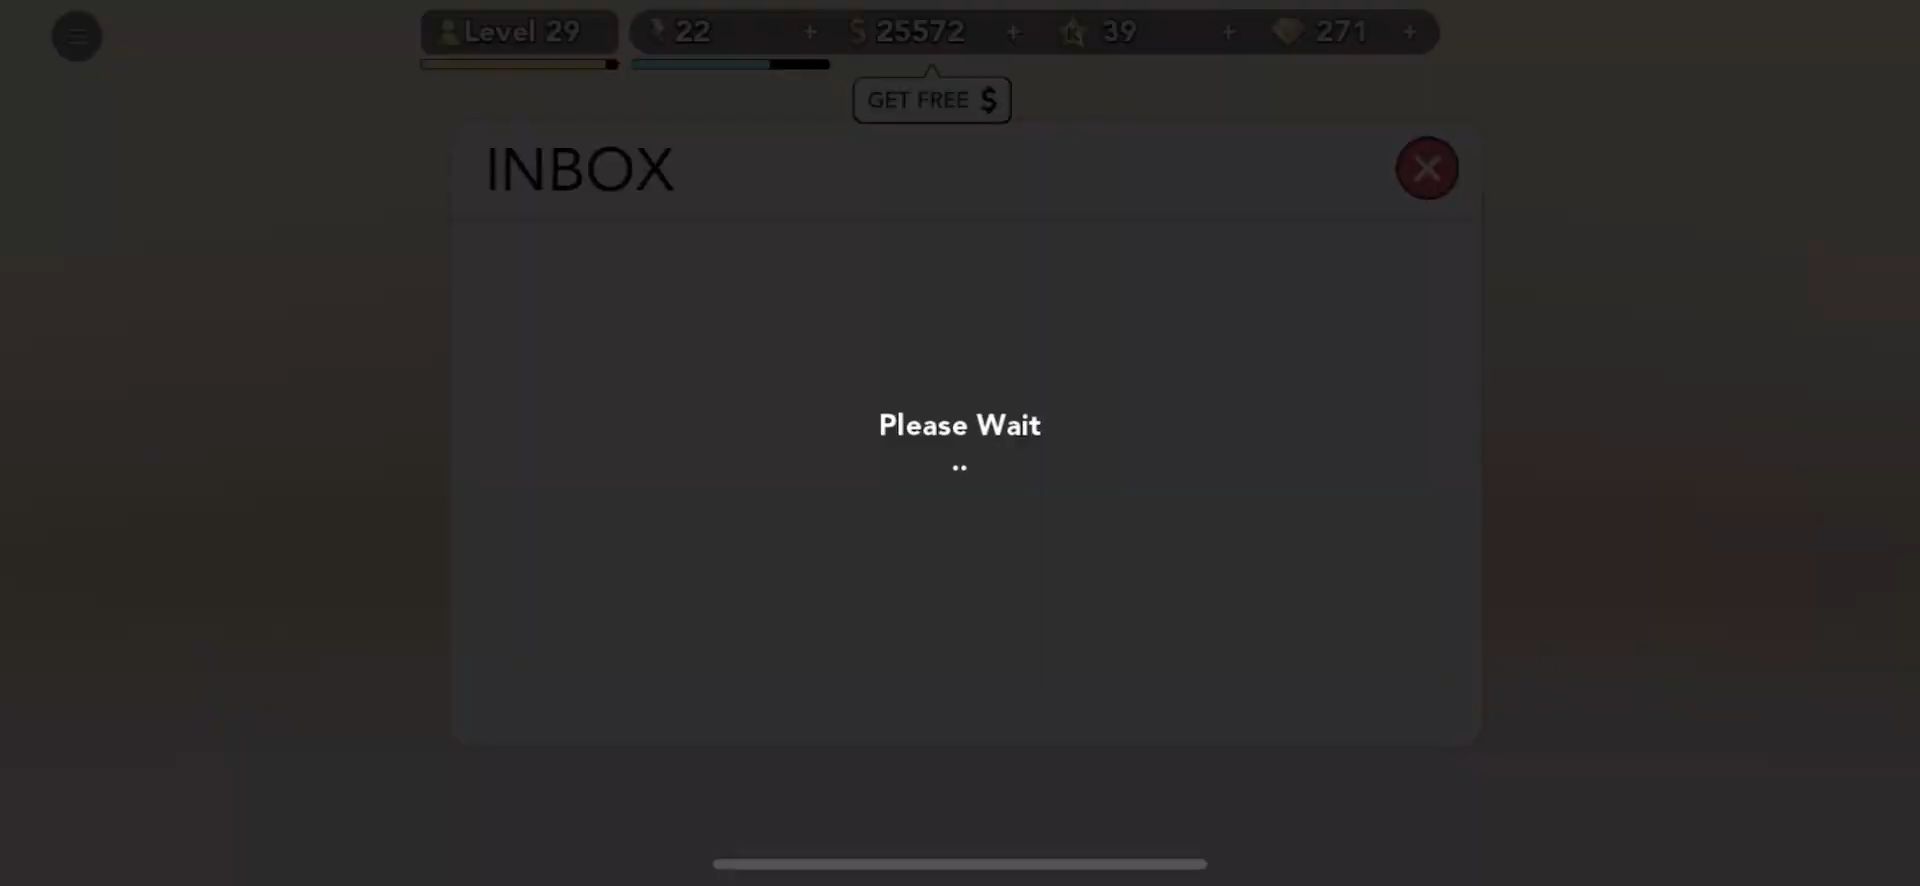 Level 29
22 +
$ 25572 +
K 39 +
271 +
GET FREE $
INBOX
Please Wait
..